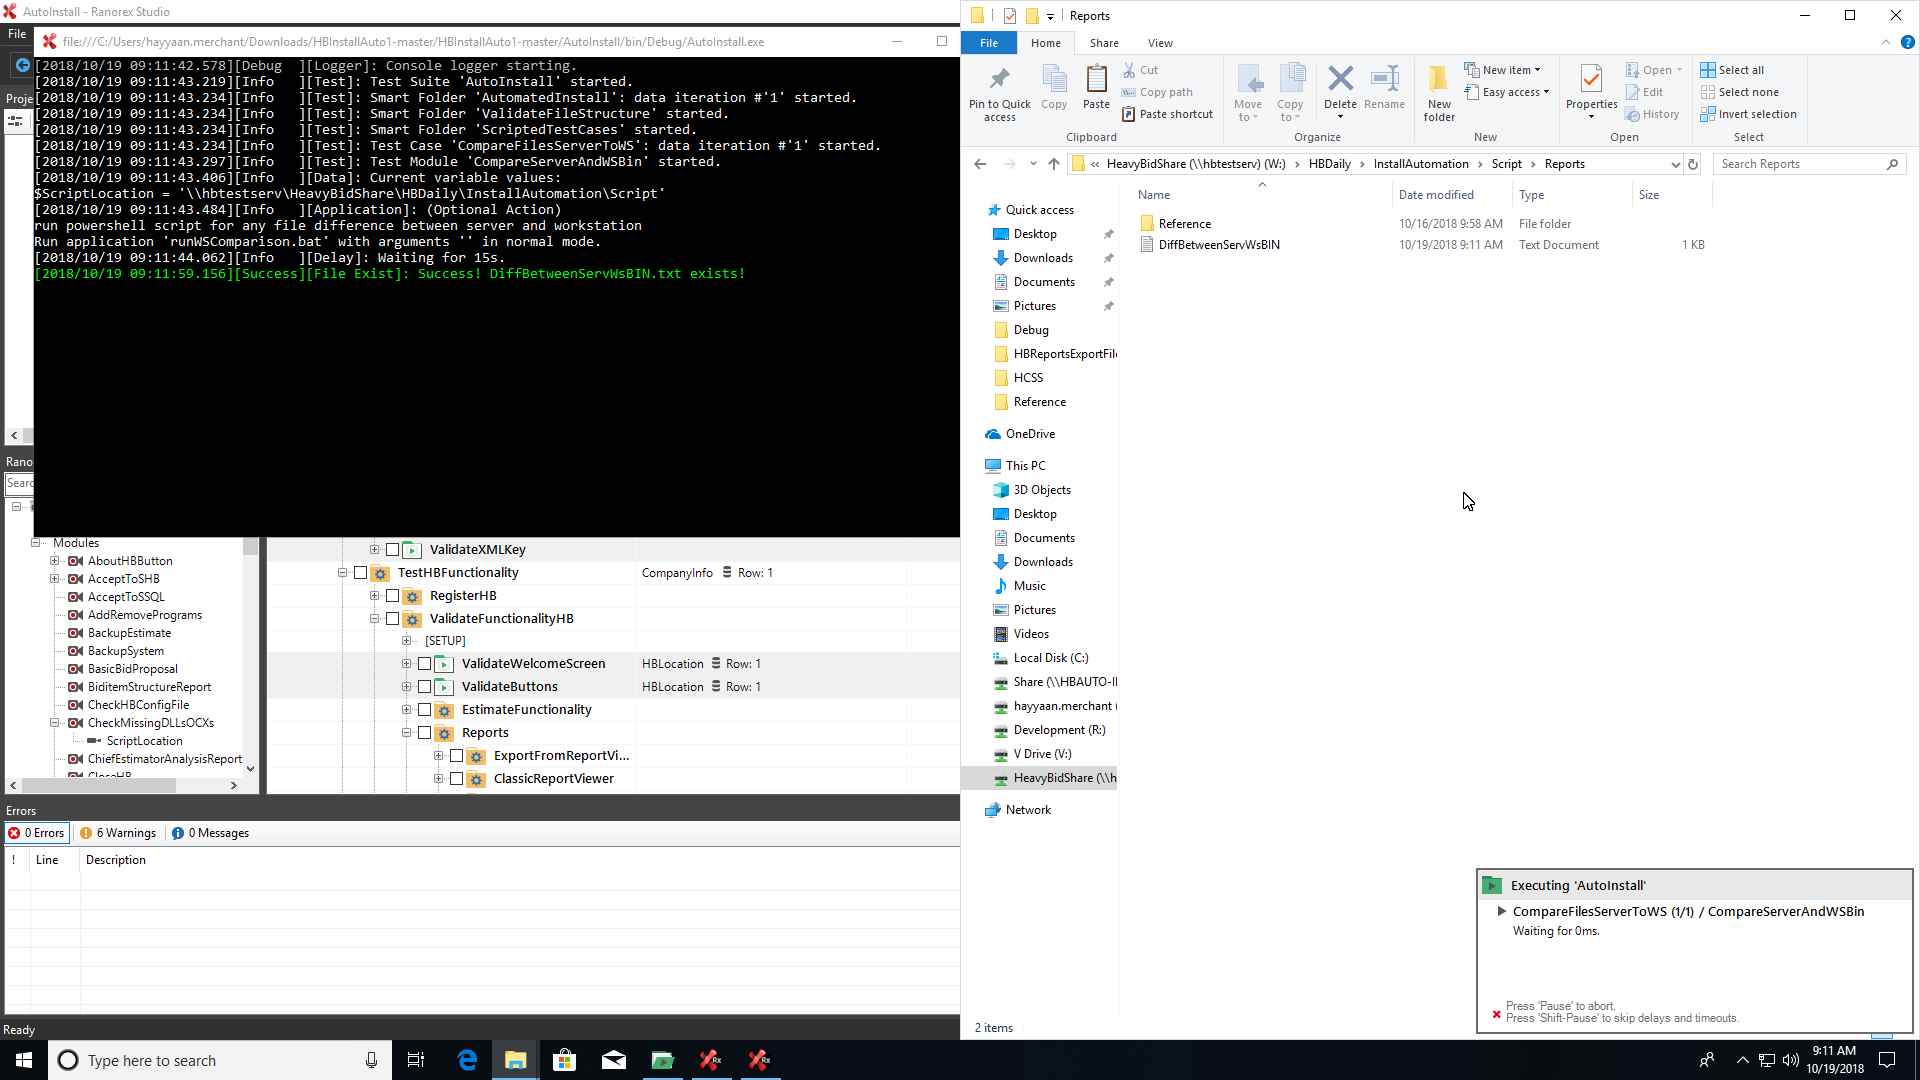 AutoInstall - Ranorex Studio
File
file:///C:/Users/hayyaan.merchant/Downloads/HBInstallAuto1-master/HBInstallAuto1-master/AutoInstall/bin/Debug/AutoInstall.exe
[2018/10/19 09:11:42.578][Debug  ][Logger]: Console logger starting.
[2018/10/19 09:11:43.219][Info   ][Test]: Test Suite 'AutoInstall' started.
[2018/10/19 09:11:43.234][Info   ][Test]: Smart Folder 'AutomatedInstall': data iteration #'1' started.
[2018/10/19 09:11:43.234][Info   ][Test]: Smart Folder 'ValidateFileStructure' started.
[2018/10/19 09:11:43.234][Info   ][Test]: Smart Folder 'ScriptedTestCases' started.
[2018/10/19 09:11:43.234][Info   ][Test]: Test Case 'CompareFilesServerToWS': data iteration #'1' started.
[2018/10/19 09:11:43.297][Info   ][Test]: Test Module 'CompareServerAndWSBin' started.
[2018/10/19 09:11:43.406][Info   ][Data]: Current variable values:
$ScriptLocation = '\\hbtestserv\HeavyBidShare\HBDaily\InstallAutomation\Script'
[2018/10/19 09:11:43.484][Info   ][Application]: (Optional Action)
run powershell script for any file difference between server and workstation
Run application 'runWSComparison.bat' with arguments '' in normal mode.
[2018/10/19 09:11:44.062][Info   ][Delay]: Waiting for 15s.
[2018/10/19 09:11:59.156][Success][File Exist]: Success! DiffBetweenServWsBIN.txt exists!
Proje
Rano
Searc
Modules
AboutHBButton
AcceptToSHB
AcceptToSSQL
AddRemovePrograms
BackupEstimate
BackupSystem
BasicBidProposal
BiditemStructureReport
CheckHBConfigFile
CheckMissingDLLsOCXs
ScriptLocation
ChiefEstimatorAnalysisReport
CloseHB
ValidateXMLKey
TestHBFunctionality CompanyInfo Row: 1
RegisterHB
ValidateFunctionalityHB
[SETUP]
ValidateWelcomeScreen HBLocation Row: 1
ValidateButtons HBLocation Row: 1
EstimateFunctionality
Reports
ExportFromReportVi...
ClassicReportViewer
Errors
0 Errors 6 Warnings 0 Messages
! Line Description
Ready
Reports
File Home Share View
Pin to Quick access
Copy
Paste
Cut
Copy path
Paste shortcut
Clipboard
Move to
Copy to
Delete
Rename
Organize
New folder
New item
Easy access
New
Properties
Open
Edit
History
Open
Select all
Select none
Invert selection
Select
« HeavyBidShare (\\hbtestserv) (W:) > HBDaily > InstallAutomation > Script > Reports
Search Reports
Name Date modified Type Size
Reference 10/16/2018 9:58 AM File folder
DiffBetweenServWsBIN 10/19/2018 9:11 AM Text Document 1 KB
Quick access
Desktop
Downloads
Documents
Pictures
Debug
HBReportsExportFile
HCSS
Reference
OneDrive
This PC
3D Objects
Desktop
Documents
Downloads
Music
Pictures
Videos
Local Disk (C:)
Share (\\HBAUTO-I
hayyaan.merchant (
Development (R:)
V Drive (V:)
HeavyBidShare (\\h
Network
2 items
Executing 'AutoInstall'
CompareFilesServerToWS (1/1) / CompareServerAndWSBin
Waiting for 0ms.
Press 'Pause' to abort.
Press 'Shift-Pause' to skip delays and timeouts.
Type here to search
9:11 AM
10/19/2018